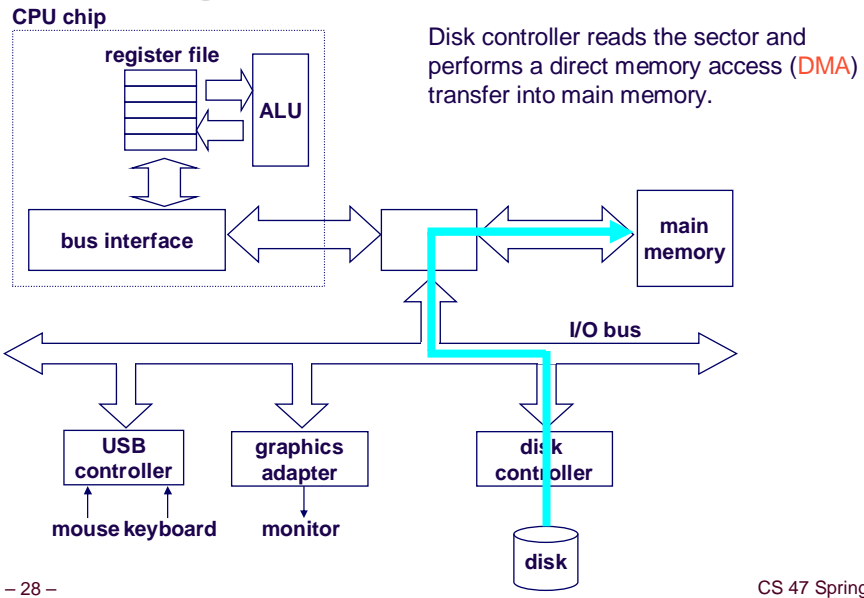 CPU chip
register file
ALU
Disk controller reads the sector and
performs a direct memory access (DMA)
transfer into main memory.
bus interface
main
memory
I/O bus
USB
controller
graphics
adapter
disk
controller
mouse keyboard
monitor
disk
– 28 –
CS 47 Spring